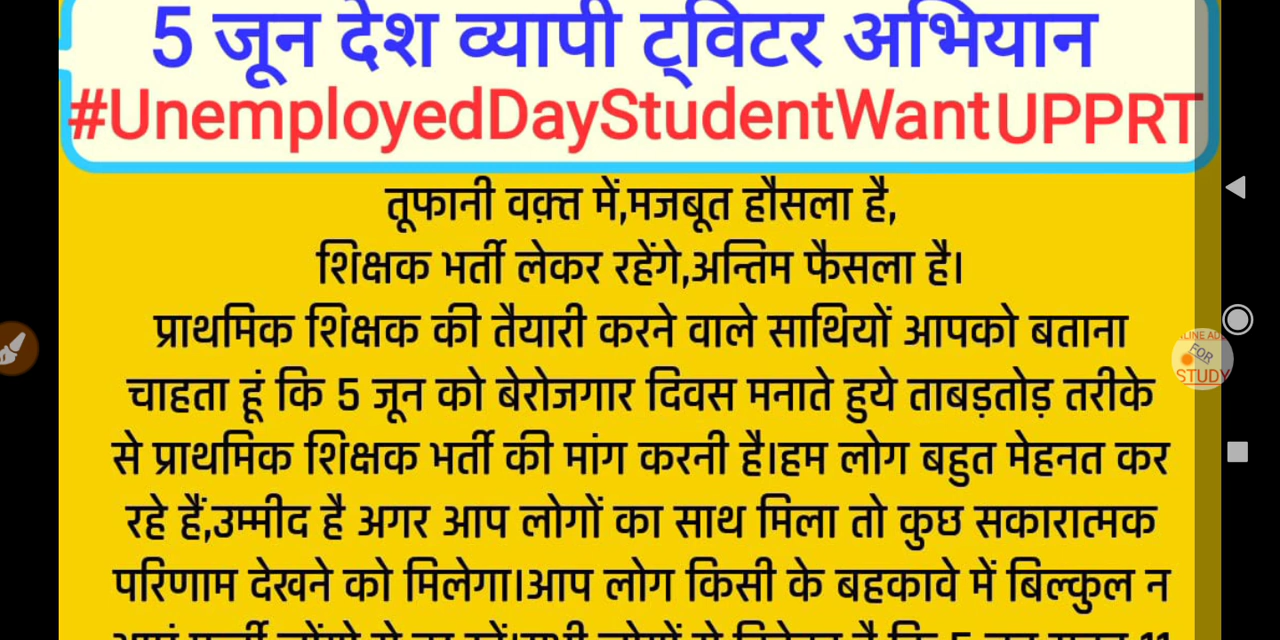 5 जून देश व्यापी ट्विटर अभियान
#UnemployedDayStudentWantUPPRT
तूफानी वक़्त में,मजबूत हौसला है,
शिक्षक भर्ती लेकर रहेंगे,अन्तिम फैसला है।
प्राथमिक शिक्षक की तैयारी करने वाले साथियों आपको बताना
चाहता हूं कि 5 जून को बेरोजगार दिवस मनाते हुये ताबड़तोड़ तरीके
से प्राथमिक शिक्षक भर्ती की मांग करनी है।हम लोग बहुत मेहनत कर
रहे हैं,उम्मीद है अगर आप लोगों का साथ मिला तो कुछ सकारात्मक
परिणाम देखने को मिलेगा।आप लोग किसी के बहकावे में बिल्कुल न
FOR
STUDY